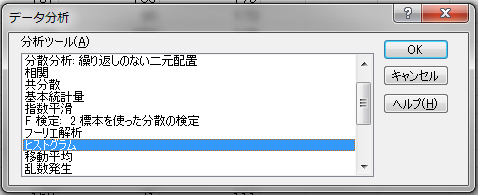 データ分析
分析ツール(A)
分散分析: 繰り返しのない二元配置
相関
共分散
基本統計量
指数平滑
F 検定: 2 標本を使った分散の検定
フーリエ解析
ヒストグラム
移動平均
乱数発生
OK
キャンセル
ヘルプ(H)